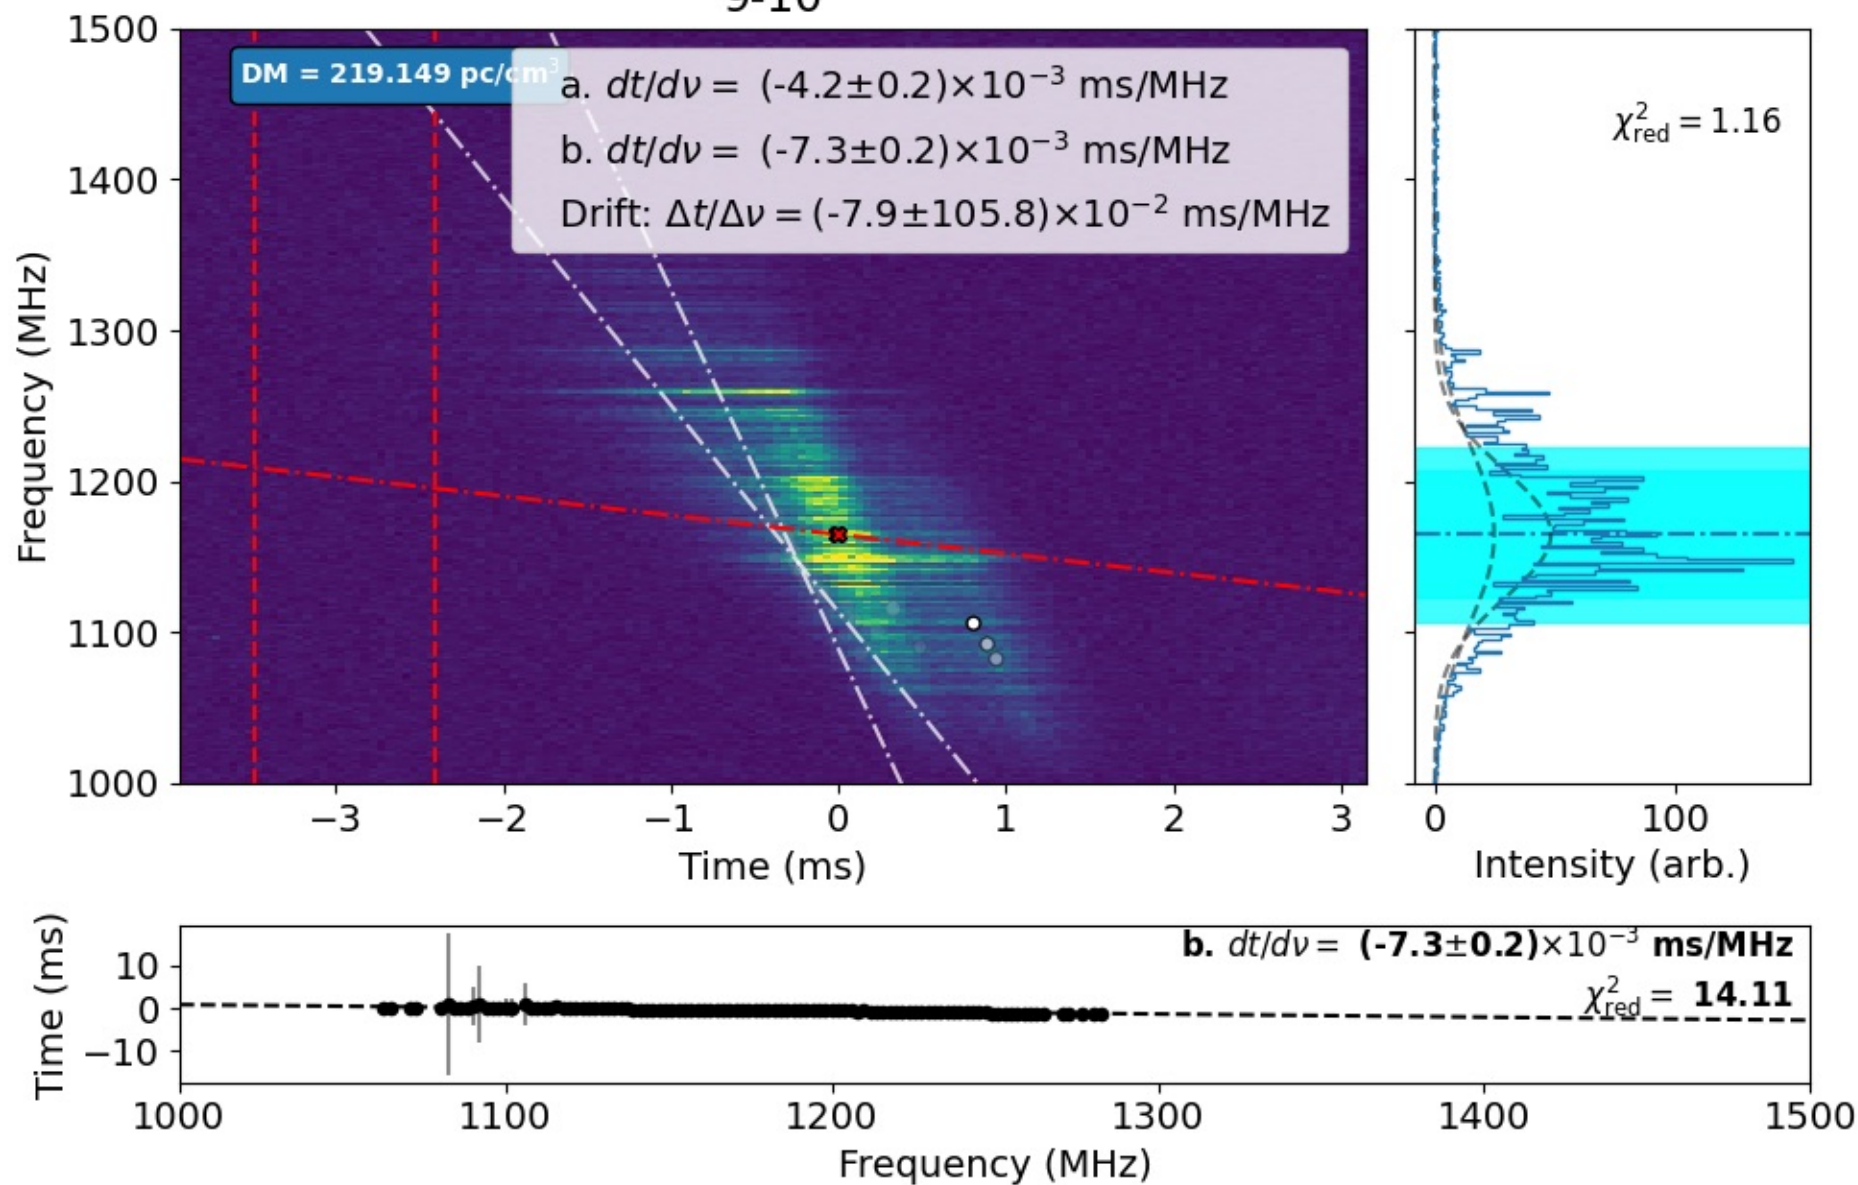 9-10
DM = 219.149 pc/cm³
a. dt/dν = (-4.2±0.2)×10⁻³ ms/MHz
b. dt/dν = (-7.3±0.2)×10⁻³ ms/MHz
Drift: Δt/Δν = (-7.9±105.8)×10⁻² ms/MHz
χ²red = 1.16
1500
1400
1300
1200
1100
1000
Frequency (MHz)
−3 −2 −1 0 1 2 3
Time (ms)
0 100
Intensity (arb.)
b. dt/dν = (-7.3±0.2)×10⁻³ ms/MHz
χ²red = 14.11
10
0
−10
Time (ms)
1000 1100 1200 1300 1400 1500
Frequency (MHz)